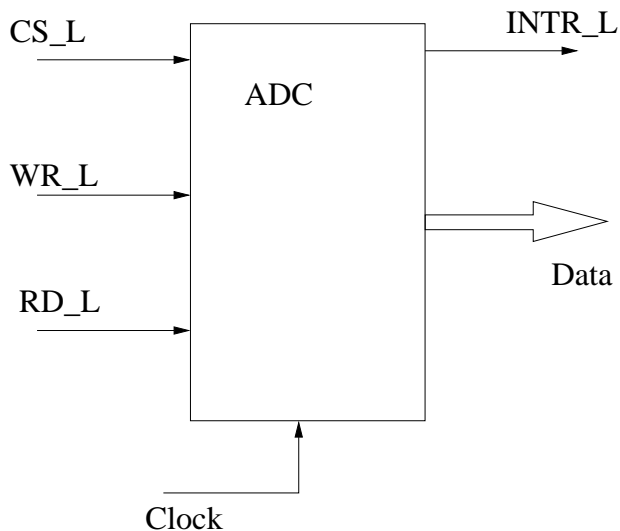 CS_L
INTR_L
ADC
WR_L
Data
RD_L
Clock